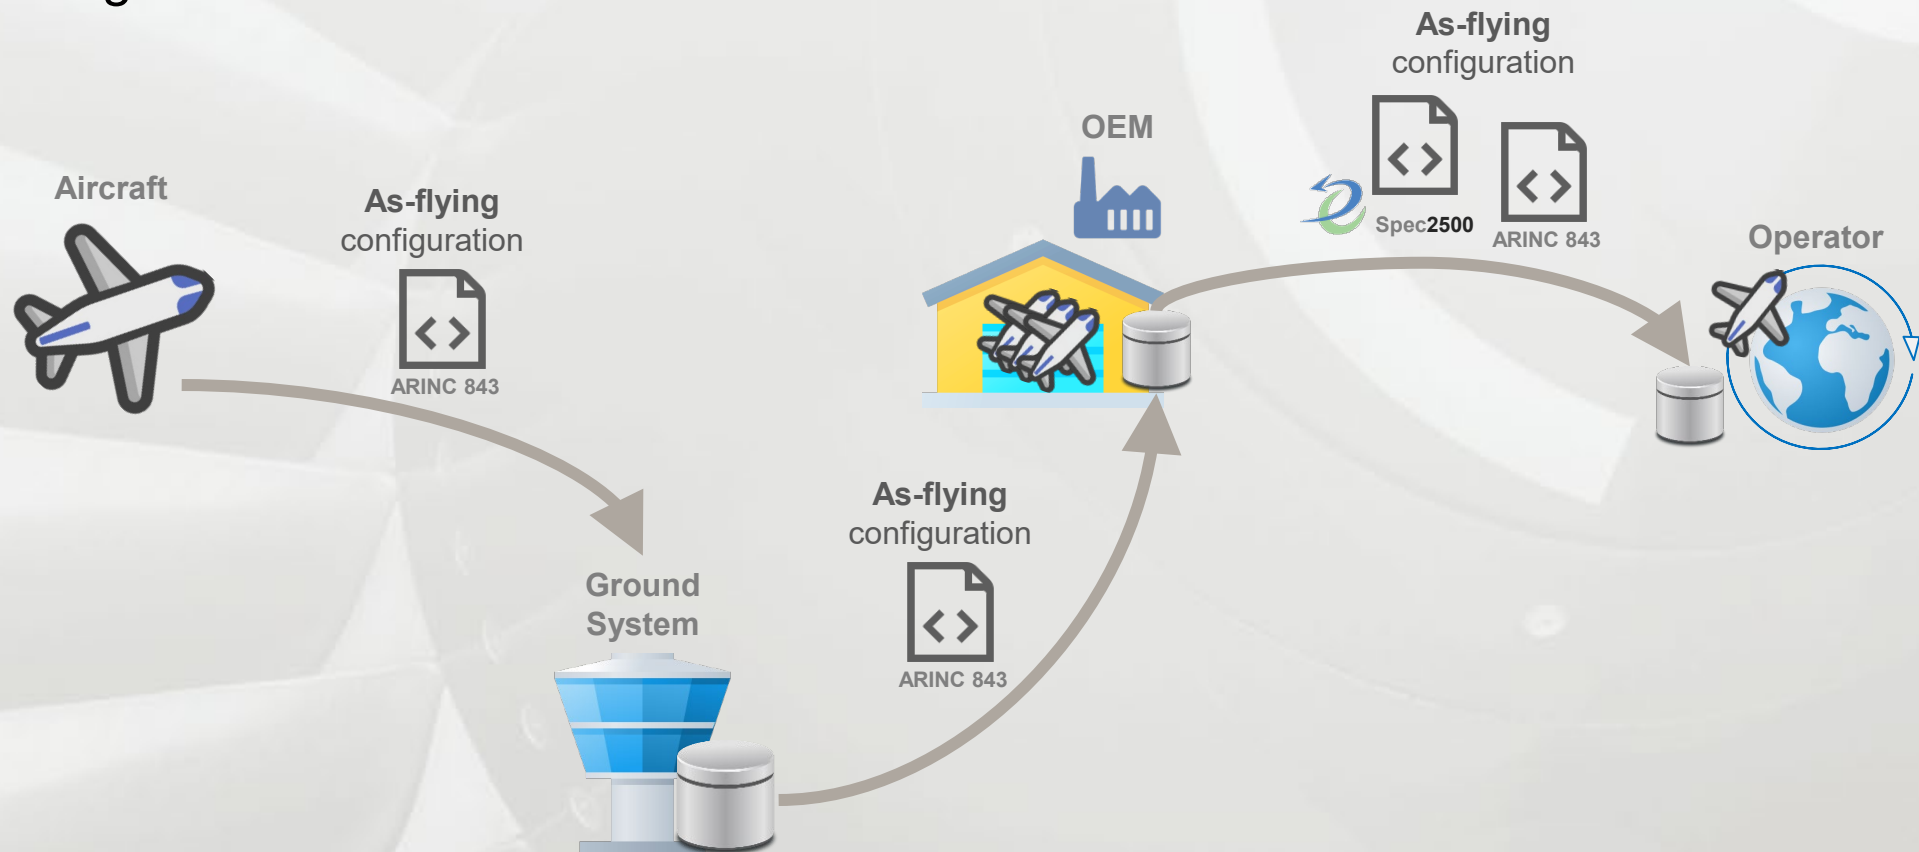 Aircraft
As-flying
configuration
ARINC 843
Ground
System
As-flying
configuration
ARINC 843
OEM
As-flying
configuration
Spec2500
ARINC 843
Operator